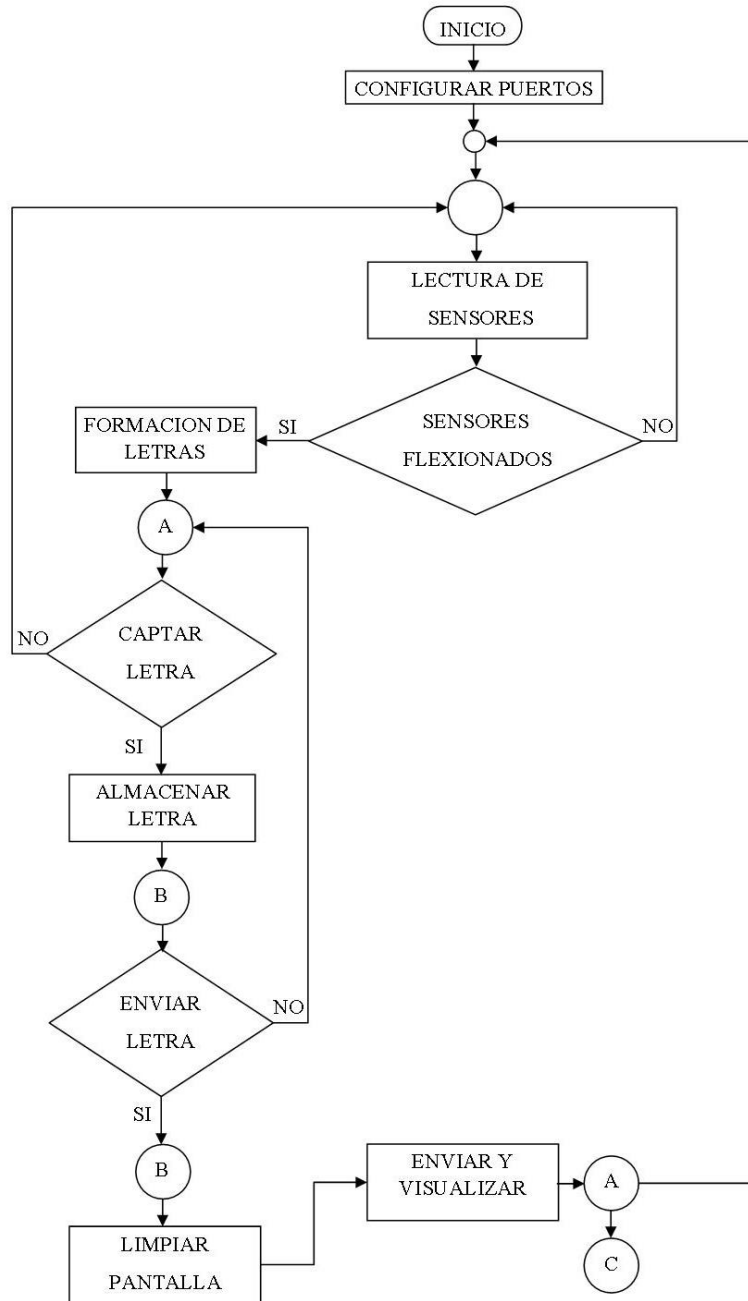 INICIO
CONFIGURAR PUERTOS
LECTURA DE
SENSORES
SENSORES
FLEXIONADOS
SI
NO
FORMACION DE
LETRAS
A
CAPTAR
LETRA
NO
SI
ALMACENAR
LETRA
B
ENVIAR
LETRA
NO
SI
B
LIMPIAR
PANTALLA
ENVIAR Y
VISUALIZAR
A
C